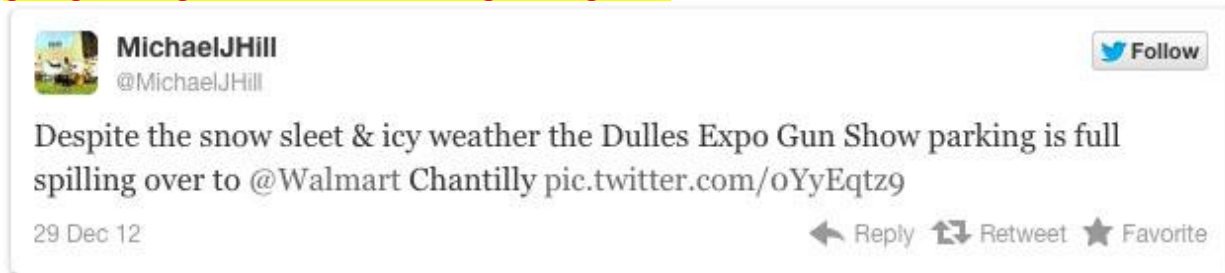 MichaelJHill
Follow
@MichaelJHill
Despite the snow sleet & icy weather the Dulles Expo Gun Show parking is full
spilling over to @Walmart Chantilly pic.twitter.com/0YyEqtz9
29 Dec 12
Reply Retweet Favorite